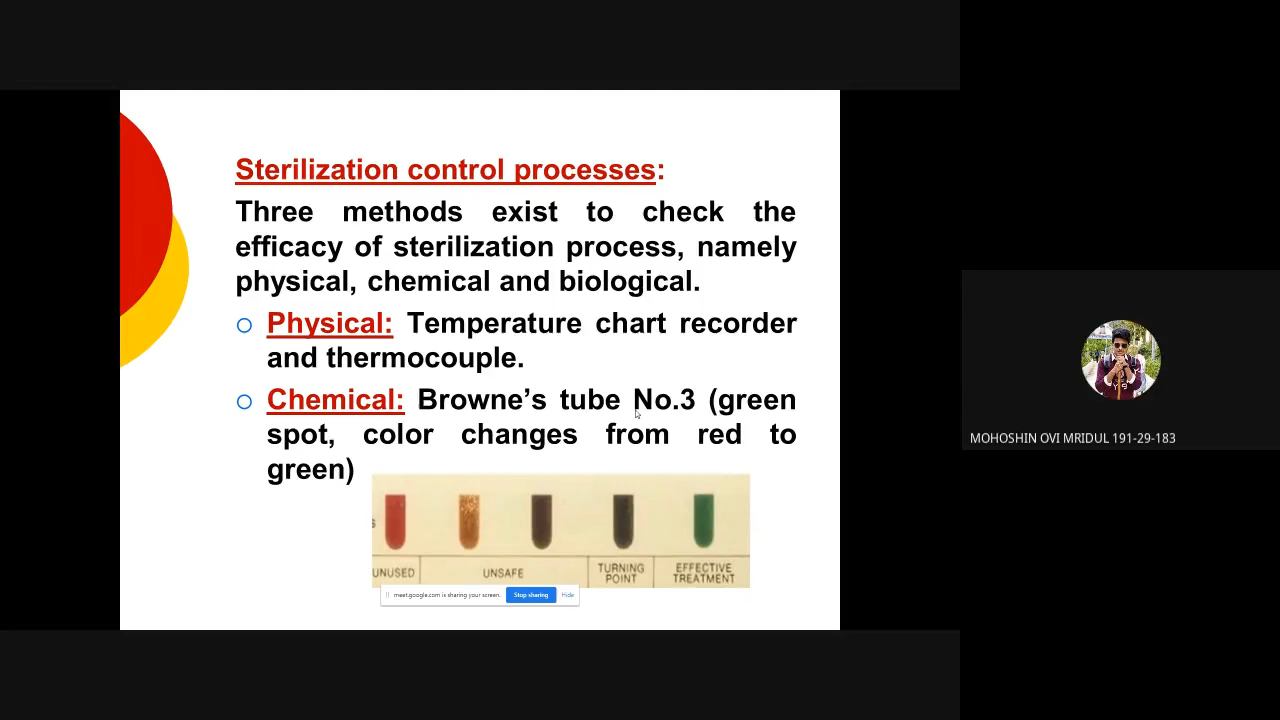 Sterilization control processes:
Three methods exist to check the
efficacy of sterilization process, namely
physical, chemical and biological.
Physical: Temperature chart recorder
and thermocouple.
Chemical: Browne's tube No.3 (green
spot, color changes from red to
green)
UNUSED
UNSAFE
TURNING
POINT
EFFECTIVE
TREATMENT
meet.google.com is sharing your screen.
Stop sharing
Hide
MOHOSHIN OVI MRIDUL 191-29-183